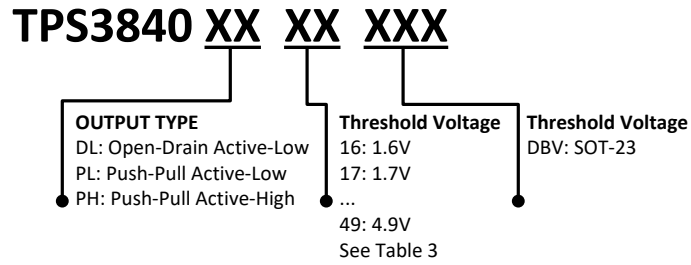 TPS3840 XX XX XXX
OUTPUT TYPE
DL: Open-Drain Active-Low
PL: Push-Pull Active-Low
PH: Push-Pull Active-High
Threshold Voltage
16: 1.6V
17: 1.7V
...
49: 4.9V
See Table 3
Threshold Voltage
DBV: SOT-23